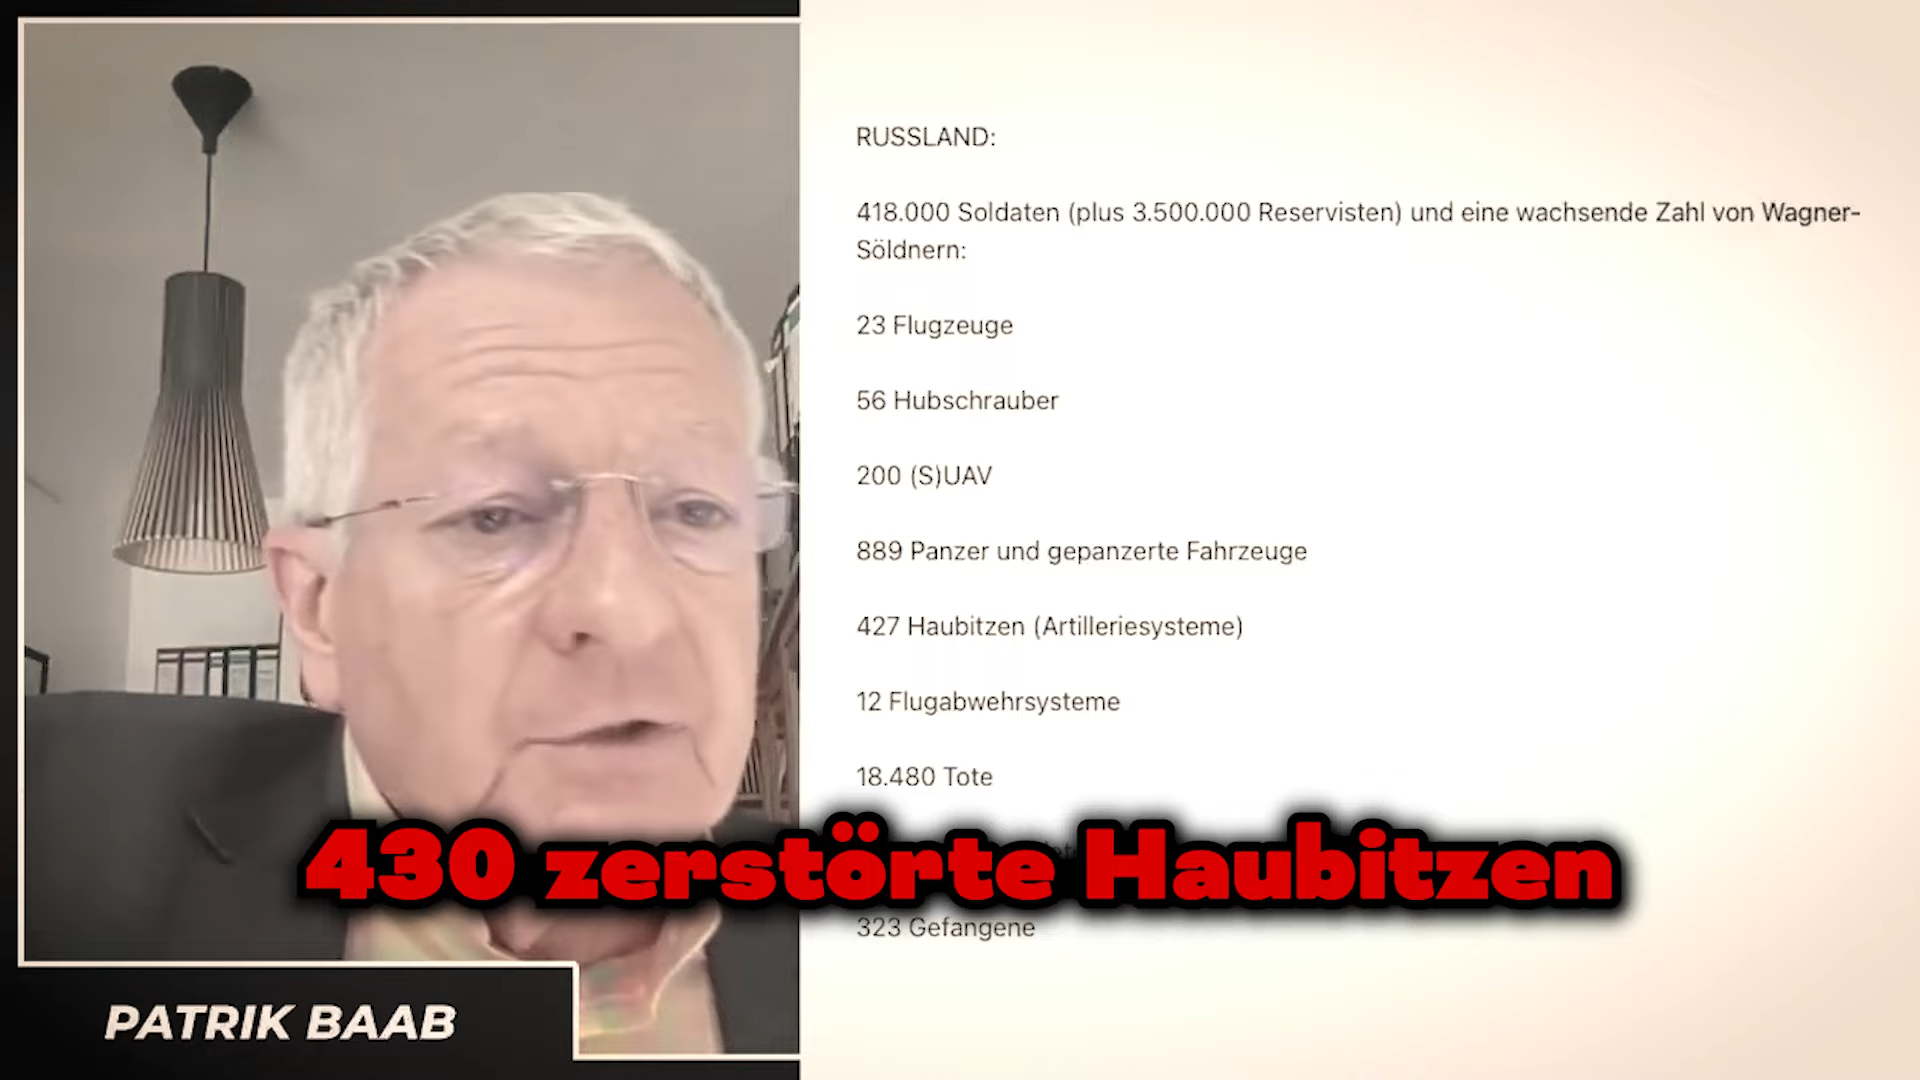 RUSSLAND:
418.000 Soldaten (plus 3.500.000 Reservisten) und eine wachsende Zahl von Wagner-
Söldnern:
23 Flugzeuge
56 Hubschrauber
200 (S)UAV
889 Panzer und gepanzerte Fahrzeuge
427 Haubitzen (Artilleriesysteme)
12 Flugabwehrsysteme
18.480 Tote
430 zerstörte Haubitzen
323 Gefangene
PATRIK BAAB